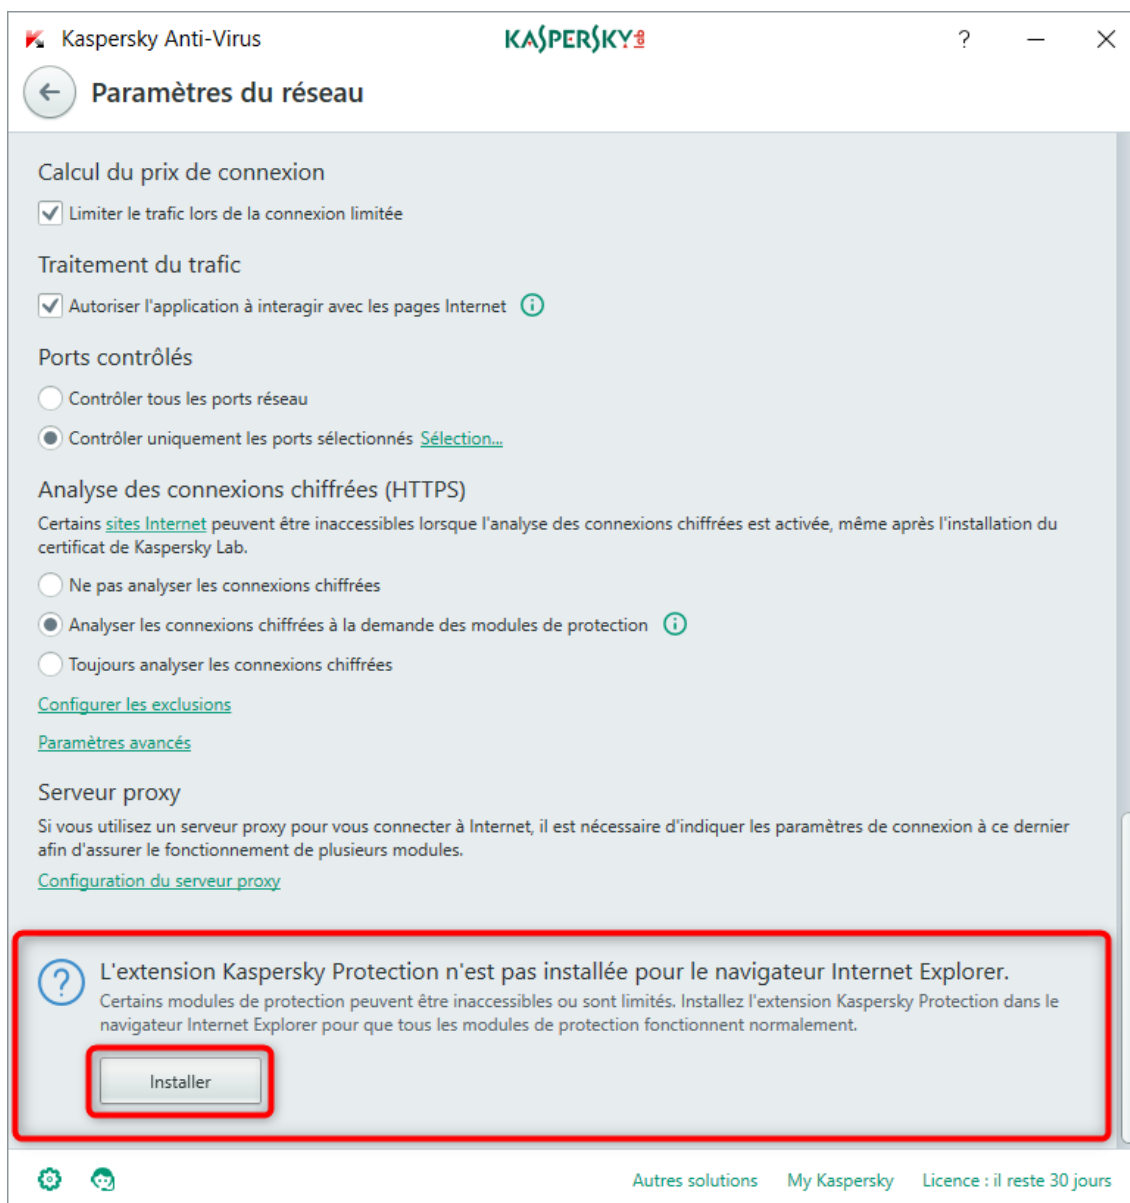 Kaspersky Anti-Virus
KASPERSKY lab
?
Paramètres du réseau
Calcul du prix de connexion
Limiter le trafic lors de la connexion limitée
Traitement du trafic
Autoriser l'application à interagir avec les pages Internet
Ports contrôlés
Contrôler tous les ports réseau
Contrôler uniquement les ports sélectionnés Sélection...
Analyse des connexions chiffrées (HTTPS)
Certains sites Internet peuvent être inaccessibles lorsque l'analyse des connexions chiffrées est activée, même après l'installation du
certificat de Kaspersky Lab.
Ne pas analyser les connexions chiffrées
Analyser les connexions chiffrées à la demande des modules de protection
Toujours analyser les connexions chiffrées
Configurer les exclusions
Paramètres avancés
Serveur proxy
Si vous utilisez un serveur proxy pour vous connecter à Internet, il est nécessaire d'indiquer les paramètres de connexion à ce dernier
afin d'assurer le fonctionnement de plusieurs modules.
Configuration du serveur proxy
L'extension Kaspersky Protection n'est pas installée pour le navigateur Internet Explorer.
Certains modules de protection peuvent être inaccessibles ou sont limités. Installez l'extension Kaspersky Protection dans le
navigateur Internet Explorer pour que tous les modules de protection fonctionnent normalement.
Installer
Autres solutions My Kaspersky Licence : il reste 30 jours